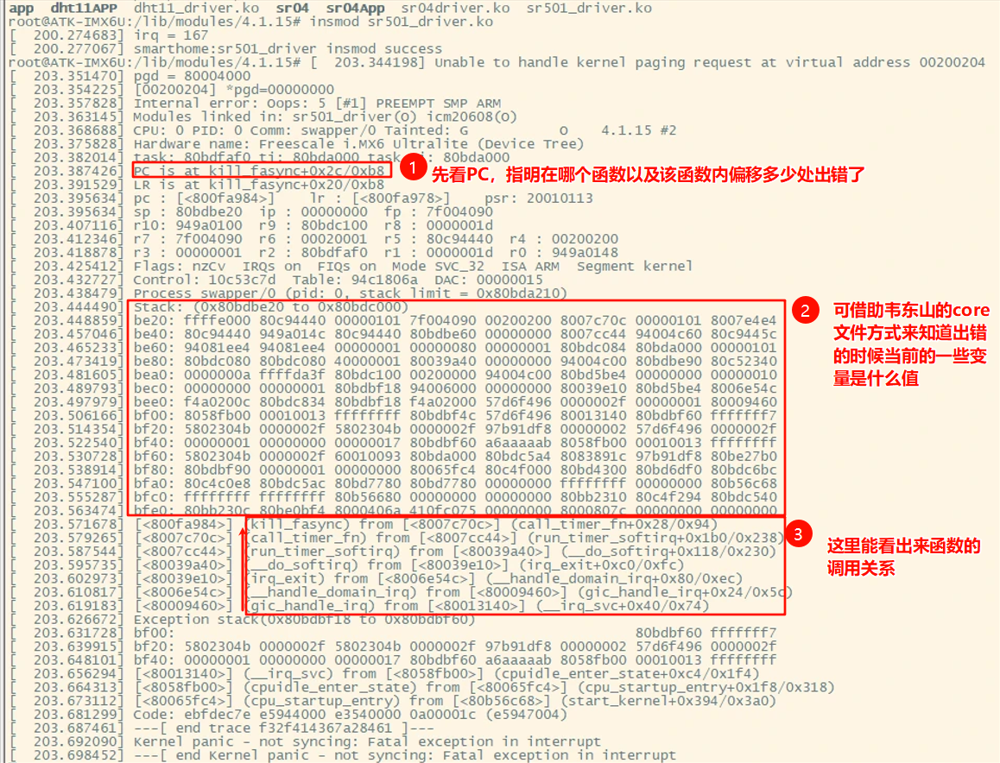 app  dht11APP  dht11_driver.ko  sr04  sr04App  sr04driver.ko  sr501_driver.ko
root@ATK-IMX6U:/lib/modules/4.1.15# insmod sr501_driver.ko
[  200.274683] irq = 167
[  200.277067] smarthome:sr501_driver insmod success
root@ATK-IMX6U:/lib/modules/4.1.15# [  203.344198] Unable to handle kernel paging request at virtual address 00200204
[  203.351470] pgd = 80004000
[  203.354225] [00200204] *pgd=00000000
[  203.357828] Internal error: Oops: 5 [#1] PREEMPT SMP ARM
[  203.363145] Modules linked in: sr501_driver(O) icm20608(O)
[  203.368688] CPU: 0 PID: 0 Comm: swapper/0 Tainted: G           O    4.1.15 #2
[  203.375828] Hardware name: Freescale i.MX6 Ultralite (Device Tree)
[  203.382014] task: 80bdfaf0 ti: 80bda000 task.ti: 80bda000
[  203.387426] PC is at kill_fasync+0x2c/0xb8
① 先看PC，指明在哪个函数以及该函数内偏移多少处出错了
[  203.391529] LR is at kill_fasync+0x20/0xb8
[  203.395634] pc : [<800fa984>]    lr : [<800fa978>]    psr: 20010113
[  203.395634] sp : 80bdbe20  ip : 00000000  fp : 7f004090
[  203.407116] r10: 949a0100  r9 : 80bdc100  r8 : 0000001d
[  203.412346] r7 : 7f004090  r6 : 00020001  r5 : 80c94440  r4 : 00200200
[  203.418878] r3 : 00000001  r2 : 80bdfaf0  r1 : 0000001d  r0 : 949a0148
[  203.425412] Flags: nzCv  IRQs on  FIQs on  Mode SVC_32  ISA ARM  Segment kernel
[  203.432727] Control: 10c53c7d  Table: 94c1806a  DAC: 00000015
[  203.438479] Process swapper/0 (pid: 0, stack limit = 0x80bda210)
[  203.444490] Stack: (0x80bdbe20 to 0x80bdc000)
[  203.448859] be20: ffffe000 80c94440 00000101 7f004090 00200200 8007c70c 00000101 8007e4e4
[  203.457046] be40: 80c94440 949a014c 80c94440 80bdbe60 00000000 8007cc44 94004c60 80c9445c
[  203.465233] be60: 94081ee4 94081ee4 00000001 00000080 00000001 80bdc084 80bda000 00000101
[  203.473419] be80: 80bdc080 80bdc080 40000001 80039a40 00000000 94004c00 80bdbe90 80c52340
[  203.481605] bea0: 0000000a ffffda3f 80bdc100 00200000 94004c00 80bd5be4 00000000 00000010
[  203.489793] bec0: 00000000 00000001 80bdbf18 94006000 00000000 80039e10 80bd5be4 8006e54c
[  203.497979] bee0: f4a0200c 80bdc834 80bdbf18 f4a02000 57d6f496 0000002f 00000001 80009460
[  203.506166] bf00: 8058fb00 00010013 ffffffff 80bdbf4c 57d6f496 80013140 80bdbf60 fffffff7
[  203.514354] bf20: 5802304b 0000002f 5802304b 0000002f 97b91df8 00000002 57d6f496 0000002f
[  203.522540] bf40: 00000001 00000000 00000017 80bdbf60 a6aaaaab 8058fb00 00010013 ffffffff
[  203.530728] bf60: 5802304b 0000002f 60010093 80bda000 80bdc5a4 8083891c 97b91df8 80be27b0
[  203.538914] bf80: 80bdbf90 00000001 00000000 80065fc4 80c4f000 80bd4300 80bd6df0 80bdc6bc
[  203.547100] bfa0: 80c4c0e8 80bdc5ac 80bd7780 80bd7780 00000000 ffffffff 00000000 80b56c68
[  203.555287] bfc0: ffffffff ffffffff 80b56680 00000000 00000000 80bb2310 80c4f294 80bdc540
[  203.563474] bfe0: 80bb230c 80be0bf4 8000406a 410fc075 00000000 8000807c 00000000 00000000
② 可借助韦东山的core
文件方式来知道出错
的时候当前的一些变
量是什么值
[  203.571678] [<800fa984>] (kill_fasync) from [<8007c70c>] (call_timer_fn+0x28/0x94)
[  203.579265] [<8007c70c>] (call_timer_fn) from [<8007cc44>] (run_timer_softirq+0x1b0/0x238)
[  203.587544] [<8007cc44>] (run_timer_softirq) from [<80039a40>] (__do_softirq+0x118/0x230)
[  203.595735] [<80039a40>] (__do_softirq) from [<80039e10>] (irq_exit+0xc0/0xfc)
[  203.602973] [<80039e10>] (irq_exit) from [<8006e54c>] (__handle_domain_irq+0x80/0xec)
[  203.610817] [<8006e54c>] (__handle_domain_irq) from [<80009460>] (gic_handle_irq+0x24/0x5c)
[  203.619183] [<80009460>] (gic_handle_irq) from [<80013140>] (__irq_svc+0x40/0x74)
③ 这里能看出来函数的
调用关系
[  203.626672] Exception stack(0x80bdbf18 to 0x80bdbf60)
[  203.631728] bf00:                                                       80bdbf60 fffffff7
[  203.639915] bf20: 5802304b 0000002f 5802304b 0000002f 97b91df8 00000002 57d6f496 0000002f
[  203.648101] bf40: 00000001 00000000 00000017 80bdbf60 a6aaaaab 8058fb00 00010013 ffffffff
[  203.656294] [<80013140>] (__irq_svc) from [<8058fb00>] (cpuidle_enter_state+0xc4/0x1f4)
[  203.664313] [<8058fb00>] (cpuidle_enter_state) from [<80065fc4>] (cpu_startup_entry+0x1f8/0x318)
[  203.673112] [<80065fc4>] (cpu_startup_entry) from [<80b56c68>] (start_kernel+0x394/0x3a0)
[  203.681299] Code: ebfdec7e e5944000 e3540000 0a00001c (e5947004)
[  203.687461] ---[ end trace f32f414367a28461 ]---
[  203.692090] Kernel panic - not syncing: Fatal exception in interrupt
[  203.698452] ---[ end Kernel panic - not syncing: Fatal exception in interrupt